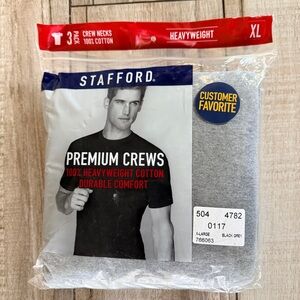 3 PACK
CREW NECKS
100% COTTON
HEAVYWEIGHT
XL
STAFFORD.
CUSTOMER
FAVORITE
PREMIUM CREWS
100% HEAVYWEIGHT COTTON
DURABLE COMFORT
504 4782
0117
X-LARGE BLACK GREY
766063